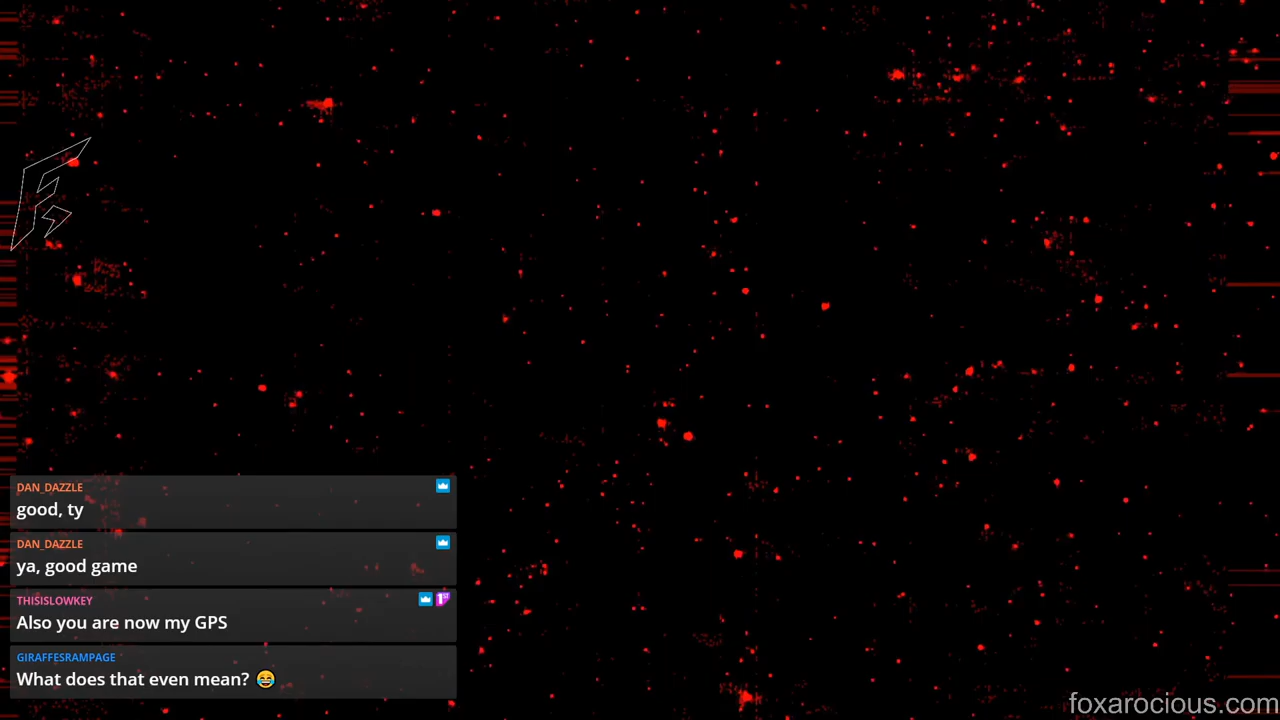 DAN_DAZZLE
good, ty
DAN_DAZZLE
ya, good game
THISISLOWKEY
Also you are now my GPS
GIRAFFESRAMPAGE
What does that even mean? 😂
foxarocious.com